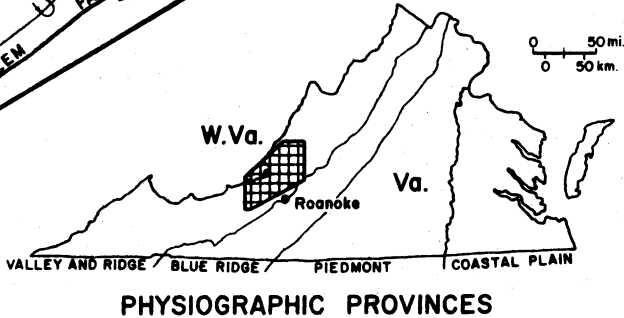 LEM
0 50 mi.
0 50 km.
W.Va.
Va.
Roanoke
VALLEY AND RIDGE BLUE RIDGE PIEDMONT COASTAL PLAIN
PHYSIOGRAPHIC PROVINCES